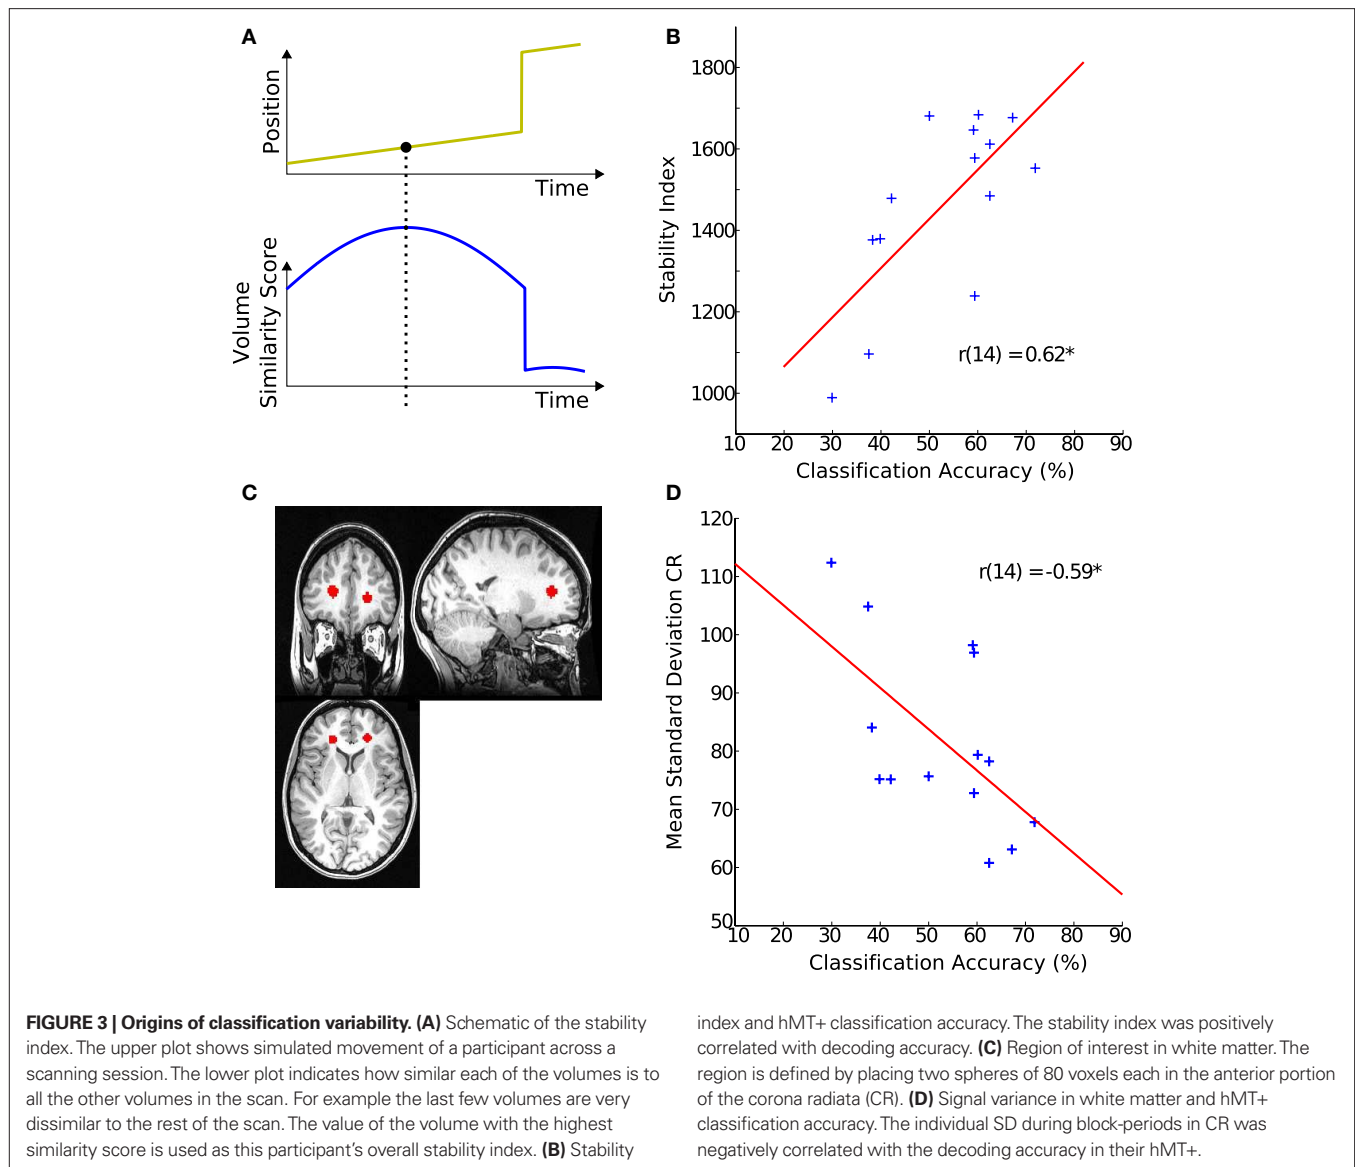 A
Position
Time
Volume
Similarity Score
Time
B
1800
1600
1400
1200
1000
Stability Index
r(14) = 0.62*
10 20 30 40 50 60 70 80 90
Classification Accuracy (%)
C
D
120
110
100
90
80
70
60
50
Mean Standard Deviation CR
r(14) = -0.59*
10 20 30 40 50 60 70 80 90
Classification Accuracy (%)
FIGURE 3 | Origins of classification variability. (A) Schematic of the stability
index. The upper plot shows simulated movement of a participant across a
scanning session. The lower plot indicates how similar each of the volumes is to
all the other volumes in the scan. For example the last few volumes are very
dissimilar to the rest of the scan. The value of the volume with the highest
similarity score is used as this participant's overall stability index. (B) Stability
index and hMT+ classification accuracy. The stability index was positively
correlated with decoding accuracy. (C) Region of interest in white matter. The
region is defined by placing two spheres of 80 voxels each in the anterior portion
of the corona radiata (CR). (D) Signal variance in white matter and hMT+
classification accuracy. The individual SD during block-periods in CR was
negatively correlated with the decoding accuracy in their hMT+.